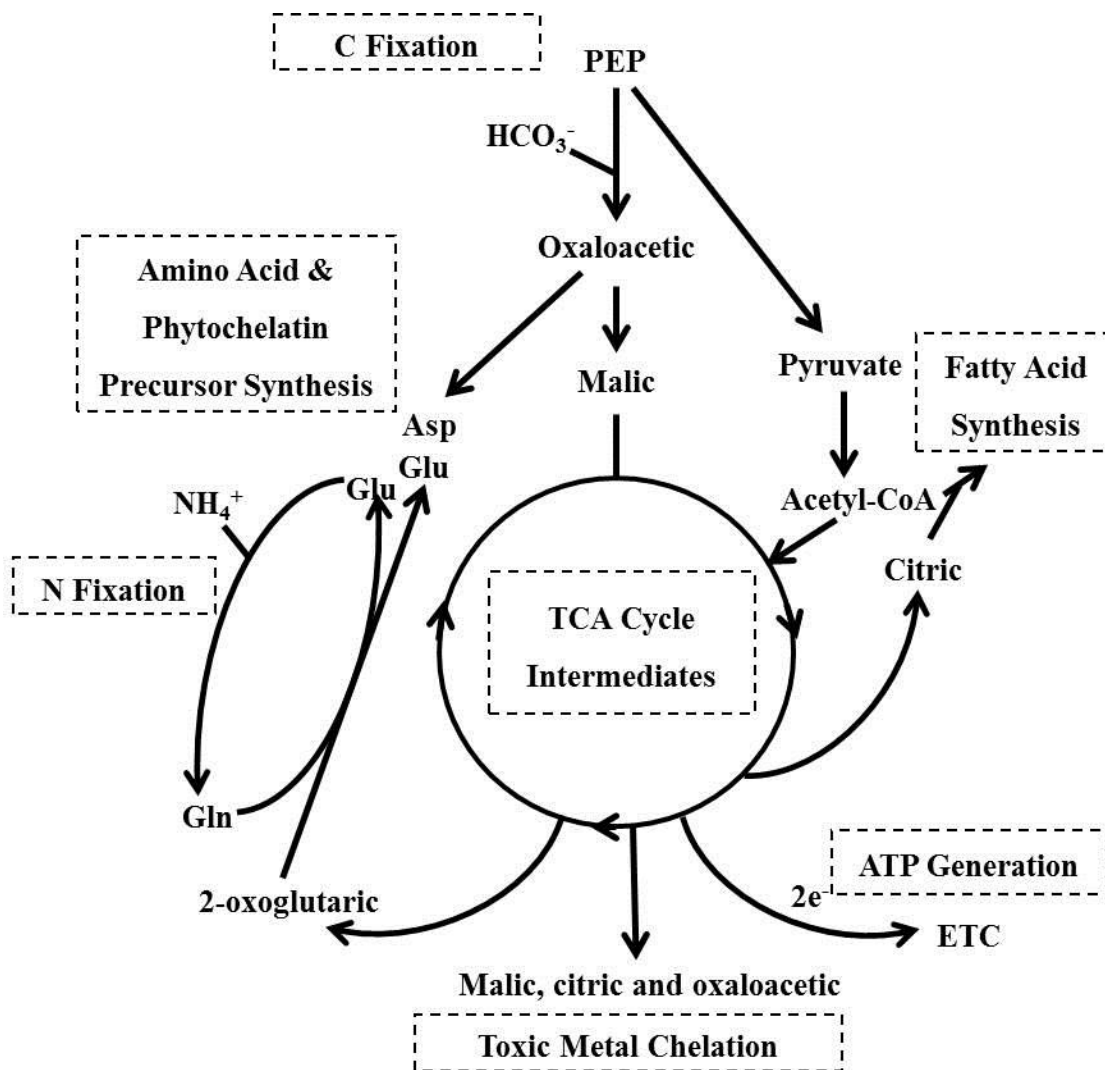 C Fixation
PEP
HCO₃⁻
Oxaloacetic
Amino Acid &
Phytochelatin
Precursor Synthesis
Malic
Pyruvate
Fatty Acid
Synthesis
Asp
Glu
Glu
NH₄⁺
Acetyl-CoA
N Fixation
Citric
TCA Cycle
Intermediates
Gln
2-oxoglutaric
ATP Generation
2e⁻
ETC
Malic, citric and oxaloacetic
Toxic Metal Chelation